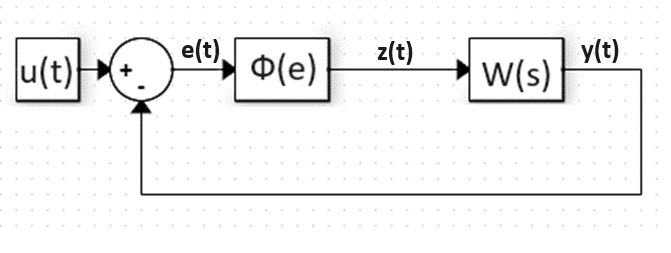 u(t)
+
-
e(t)
Φ(e)
z(t)
W(s)
y(t)